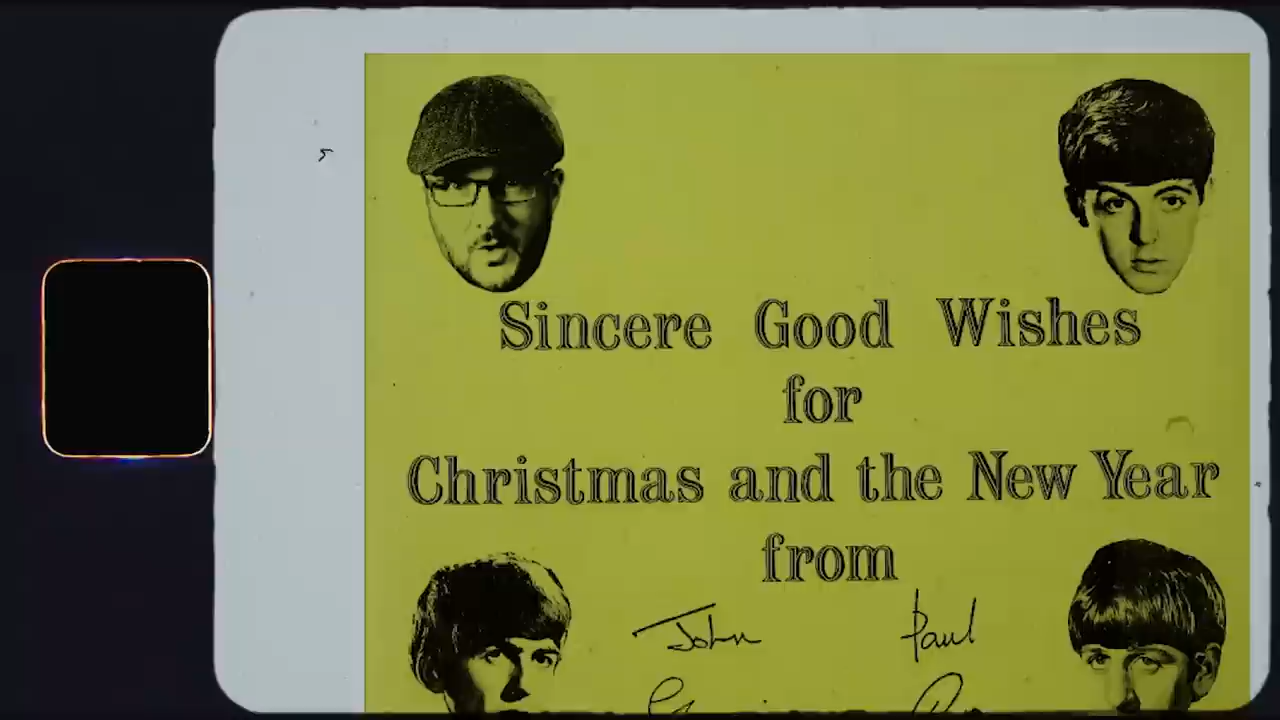 Sincere Good Wishes
for
Christmas and the New Year
from
John Paul